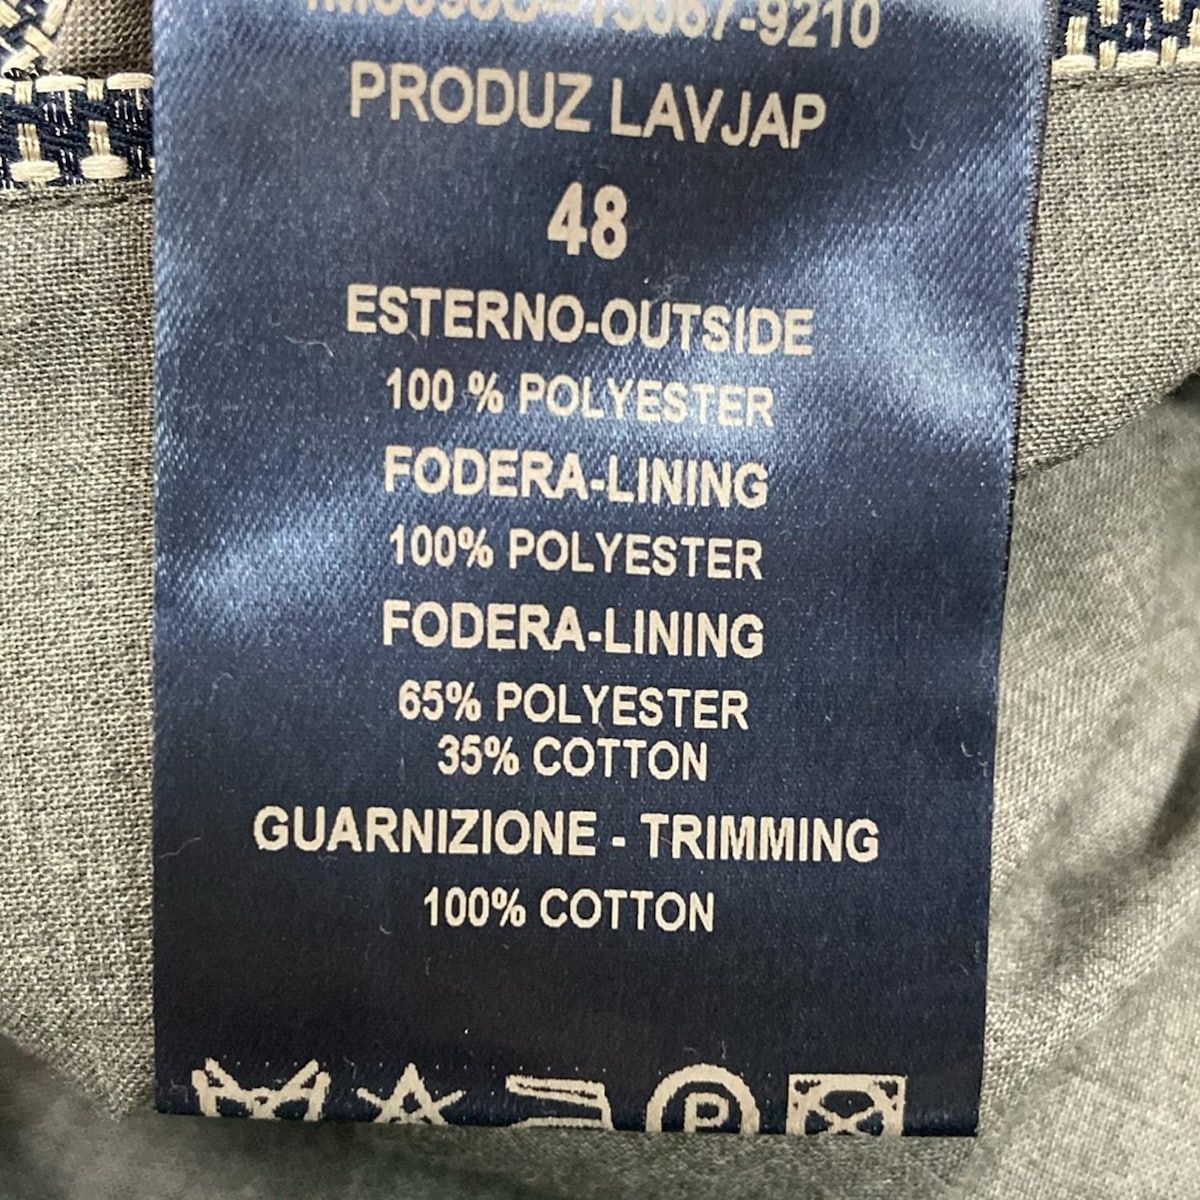 PRODUZ LAVJAP
48
ESTERNO-OUTSIDE
100 % POLYESTER
FODERA-LINING
100% POLYESTER
FODERA-LINING
65% POLYESTER
35% COTTON
GUARNIZIONE - TRIMMING
100% COTTON
P